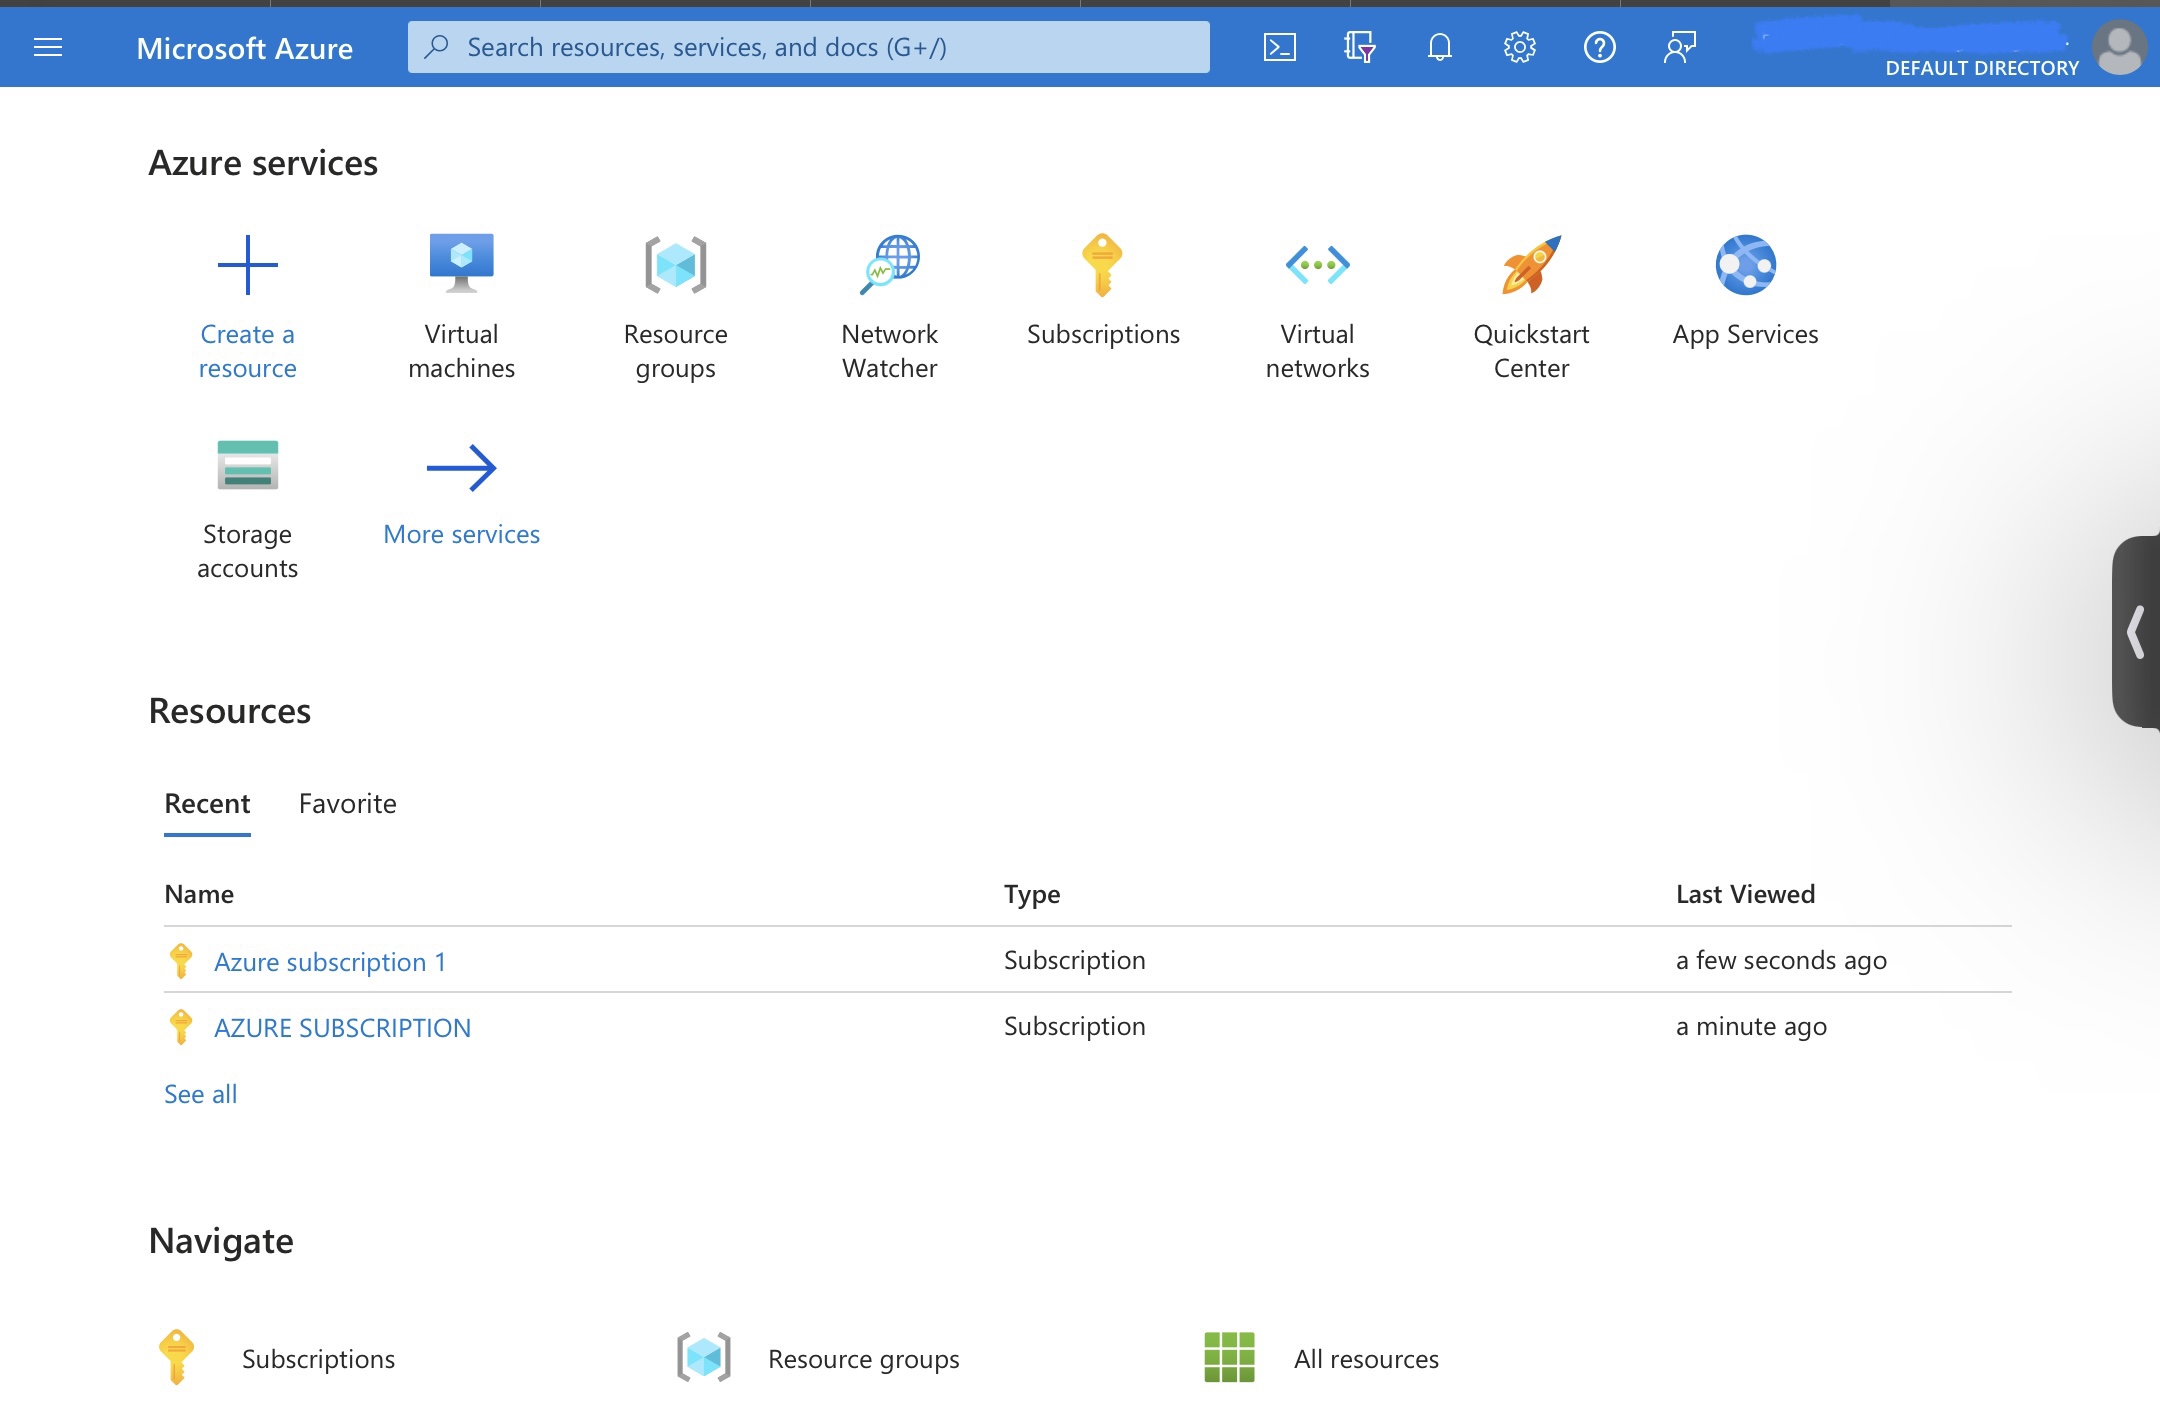 Microsoft Azure
Search resources, services, and docs (G+/)
DEFAULT DIRECTORY
Azure services
Create a
resource
Virtual
machines
Resource
groups
Network
Watcher
Subscriptions
Virtual
networks
Quickstart
Center
App Services
Storage
accounts
More services
Resources
Recent
Favorite
Name
Type
Last Viewed
Azure subscription 1
Subscription
a few seconds ago
AZURE SUBSCRIPTION
Subscription
a minute ago
See all
Navigate
Subscriptions
Resource groups
All resources